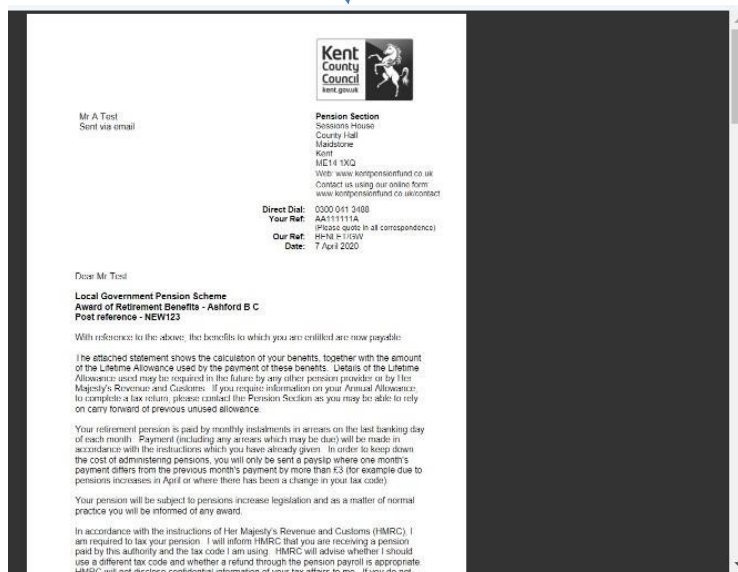 Kent
County
Council
kent.gov.uk
Mr A Test
Sent via email
Pension Section
Sessions House
County Hall
Maidstone
Kent
ME14 1XQ
Web: www.kentpensionfund.co.uk
Contact us using our online form:
www.kentpensionfund.co.uk/contact
Direct Dial: 0300 041 3488
Your Ref: AA111111A
(Please quote in all correspondence)
Our Ref:
Date: 7 April 2020
Dear Mr Test
Local Government Pension Scheme
Award of Retirement Benefits - Ashford B C
Post reference - NEW123
With reference to the above, the benefits to which you are entitled are now payable.
The attached statement shows the calculation of your benefits, together with the amount
of the Lifetime Allowance used by the payment of these benefits. Details of the Lifetime
Allowance used may be required in the future by any other pension provider or by Her
Majesty's Revenue and Customs. If you require information on your Annual Allowance,
to complete a tax return, please contact the Pension Section as you may be able to rely
on carry forward of previous unused allowance.
Your retirement pension is paid by monthly instalments in arrears on the last banking day
of each month. Payment (including any arrears which may be due) will be made in
accordance with the instructions which you have already given. In order to keep down
the cost of administering pensions, you will only be sent a payslip where one month's
payment differs from the previous month's payment by more than £3 (for example due to
pensions increases in April or where there has been a change in your tax code).
Your pension will be subject to pensions increase legislation and as a matter of normal
practice you will be informed of any award.
In accordance with the instructions of Her Majesty's Revenue and Customs (HMRC), I
am required to tax your pension. I will inform HMRC that you are receiving a pension
paid by this authority and the tax code I am using. HMRC will advise whether I should
use a different tax code and whether a refund through the pension payroll is appropriate.
HMRC will not disclose confidential information of your tax affairs to me. If you do not